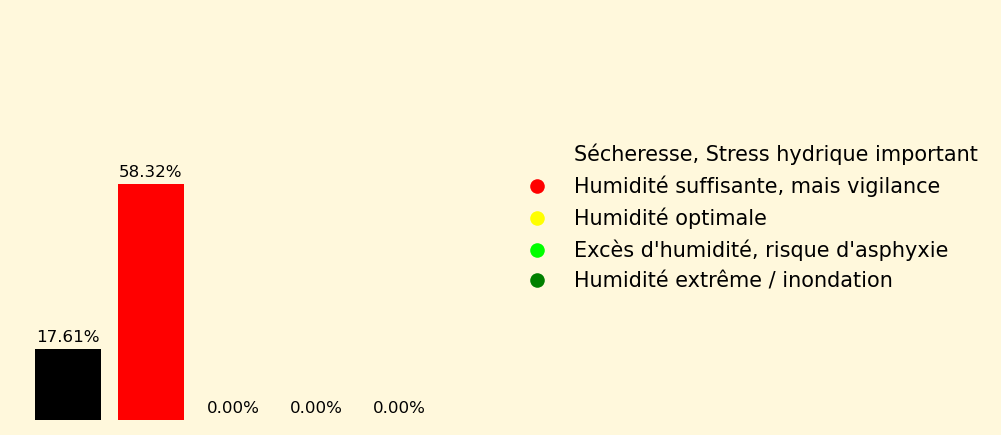 58.32%
17.61%
0.00% 0.00% 0.00%
Sécheresse, Stress hydrique important
Humidité suffisante, mais vigilance
Humidité optimale
Excès d'humidité, risque d'asphyxie
Humidité extrême / inondation